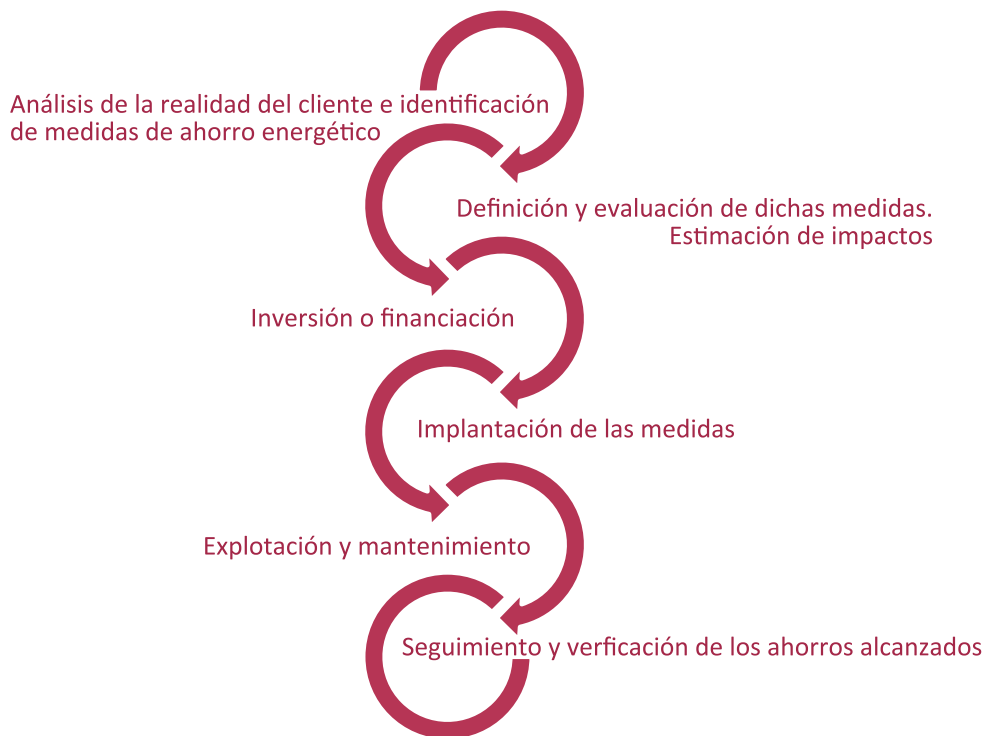 Análisis de la realidad del cliente e identificación
de medidas de ahorro energético
Definición y evaluación de dichas medidas.
Estimación de impactos
Inversión o financiación
Implantación de las medidas
Explotación y mantenimiento
Seguimiento y verficación de los ahorros alcanzados